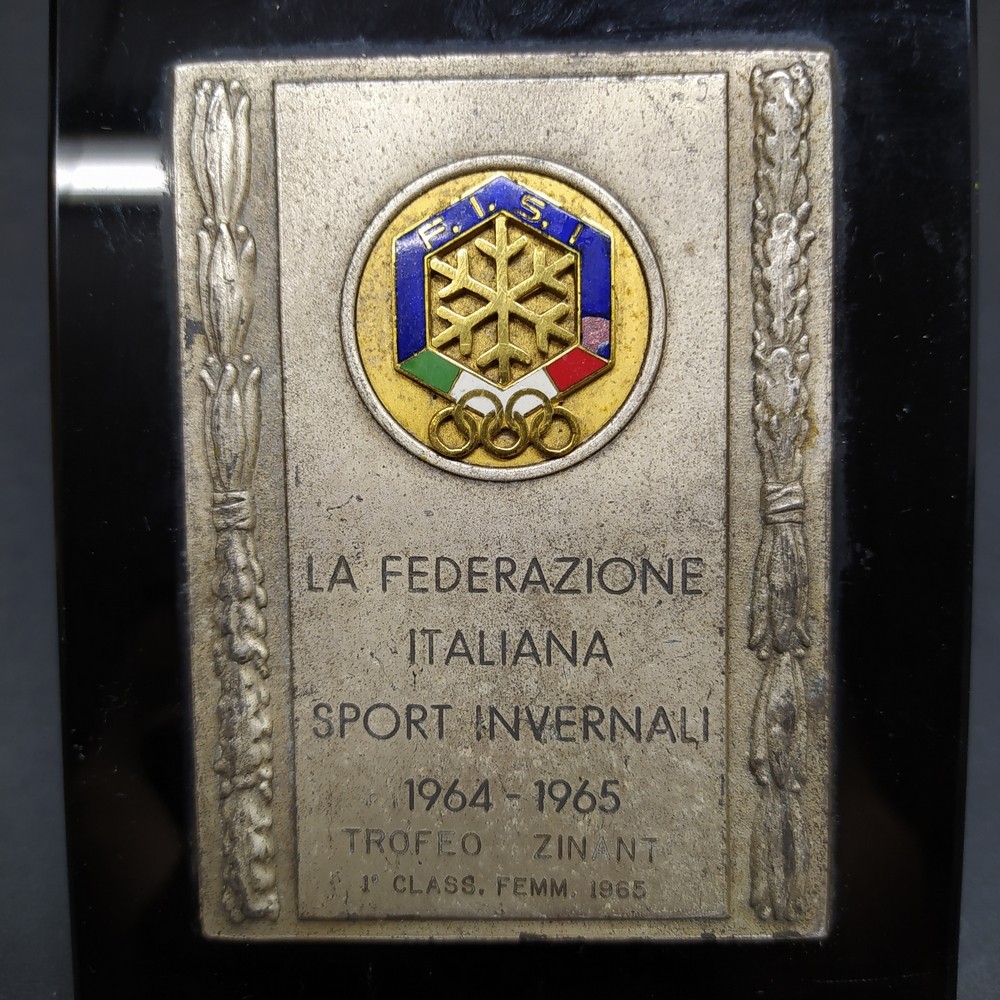 F.I.S.I.
LA FEDERAZIONE
ITALIANA
SPORT INVERNALI
1964 - 1965
TROFEO ZINANT
1° CLASS. FEMM. 1965